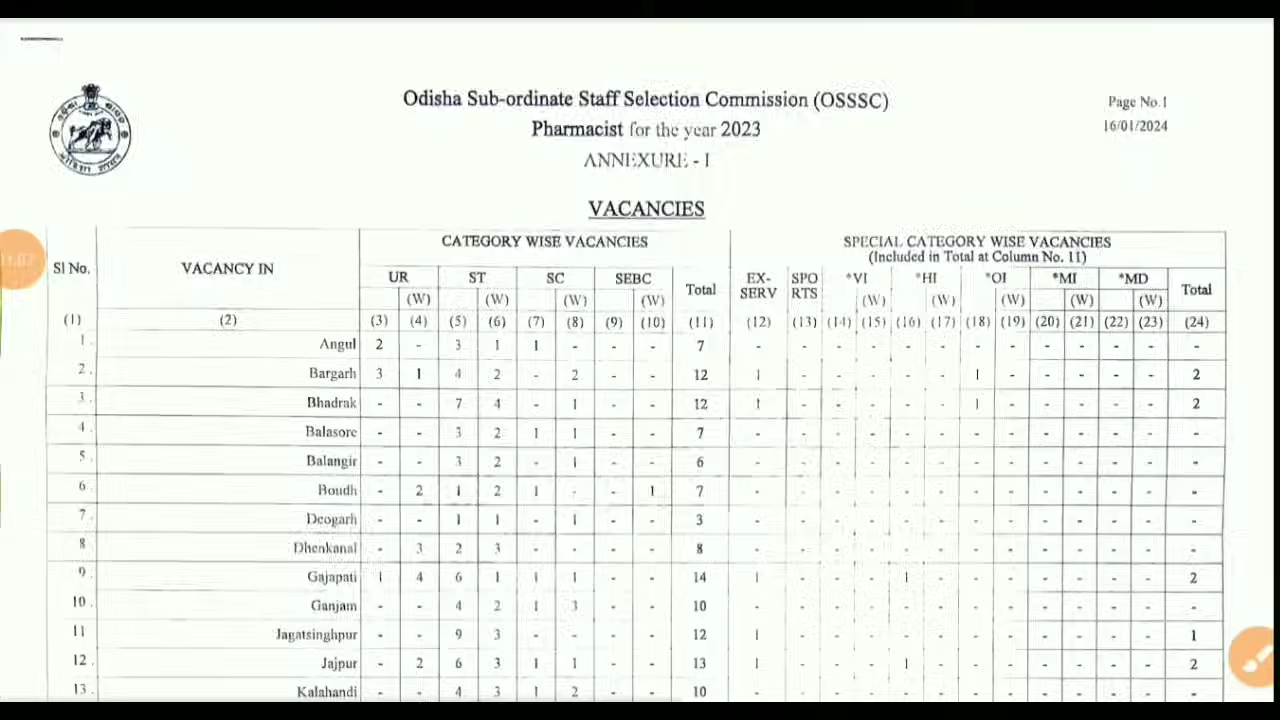 Odisha Sub-ordinate Staff Selection Commission (OSSSC)
Page No.1
Pharmacist for the year 2023
16/01/2024
ANNEXURE - I
VACANCIES
Sl No. VACANCY IN CATEGORY WISE VACANCIES SPECIAL CATEGORY WISE VACANCIES
(Included in Total at Column No. 11)
UR ST SC SEBC Total EX-SERV SPORTS *VI *HI *OI *MI *MD Total
(W) (W) (W) (W) (W) (W) (W) (W) (W)
(1) (2) (3) (4) (5) (6) (7) (8) (9) (10) (11) (12) (13) (14) (15) (16) (17) (18) (19) (20) (21) (22) (23) (24)
1. Angul 2 - 3 1 1 - - - 7 - - - - - - - - - - - - -
2. Bargarh 3 1 4 2 - 2 - - 12 1 - - - - - 1 - - - - - 2
3. Bhadrak - - 7 4 - 1 - - 12 1 - - - - - 1 - - - - - 2
4. Balasore - - 3 2 1 1 - - 7 - - - - - - - - - - - - -
5. Balangir - - 3 2 - 1 - - 6 - - - - - - - - - - - - -
6. Boudh - 2 1 2 1 - - 1 7 - - - - - - - - - - - - -
7. Deogarh - - 1 1 - 1 - - 3 - - - - - - - - - - - - -
8. Dhenkanal - 3 2 3 - - - - 8 - - - - - - - - - - - - -
9. Gajapati 1 4 6 1 1 1 - - 14 1 - - - 1 - - - - - - - 2
10. Ganjam - - 4 2 1 3 - - 10 - - - - - - - - - - - - -
11. Jagatsinghpur - - 9 3 - - - - 12 1 - - - - - - - - - - - 1
12. Jajpur - 2 6 3 1 1 - - 13 1 - - - 1 - - - - - - - 2
13. Kalahandi - - 4 3 1 2 - - 10 - - - - - - - - - - - - -